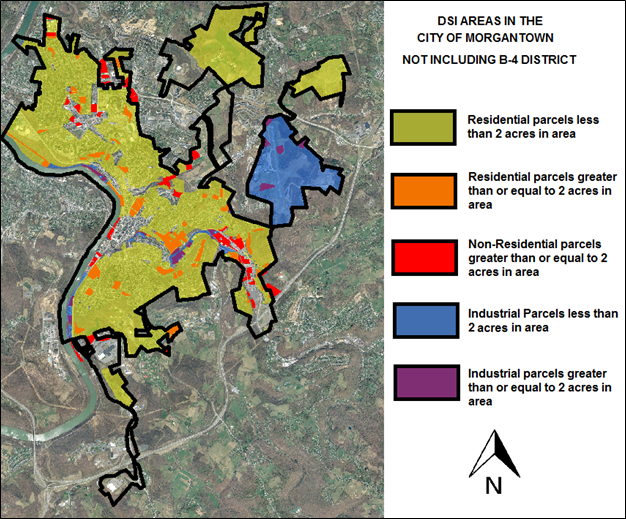 DSI AREAS IN THE
CITY OF MORGANTOWN
NOT INCLUDING B-4 DISTRICT
Residential parcels less
than 2 acres in area
Residential parcels greater
than or equal to 2 acres in
area
Non-Residential parcels
greater than or equal to 2
acres in area
Industrial Parcels less than
2 acres in area
Industrial parcels greater
than or equal to 2 acres in
area
N